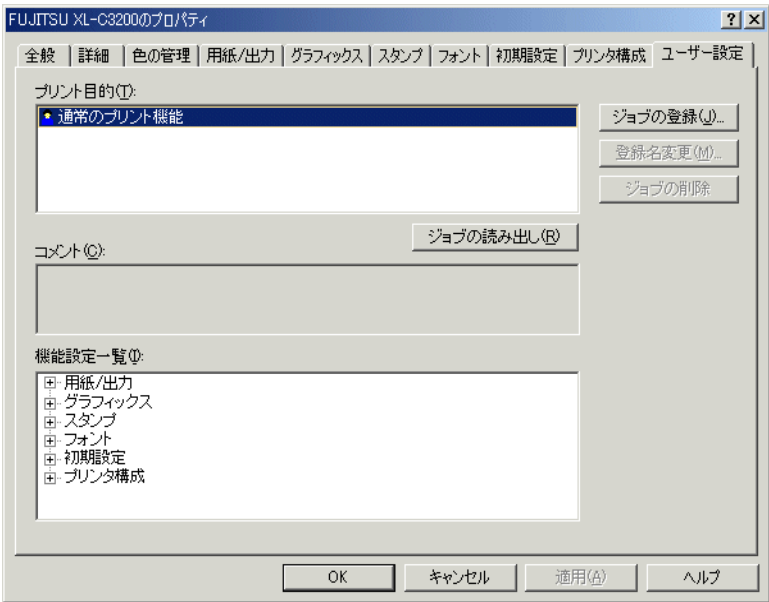 FUJITSU XL-C3200のプロパティ
全般 詳細 色の管理 用紙/出力 グラフィックス スタンプ フォント 初期設定 プリンタ構成 ユーザー設定
プリント目的(T):
通常のプリント機能
ジョブの登録(J)...
登録名変更(M)...
ジョブの削除
ジョブの読み出し(R)
コメント(C):
機能設定一覧(I):
用紙/出力
グラフィックス
スタンプ
フォント
初期設定
プリンタ構成
OK キャンセル 適用(A) ヘルプ